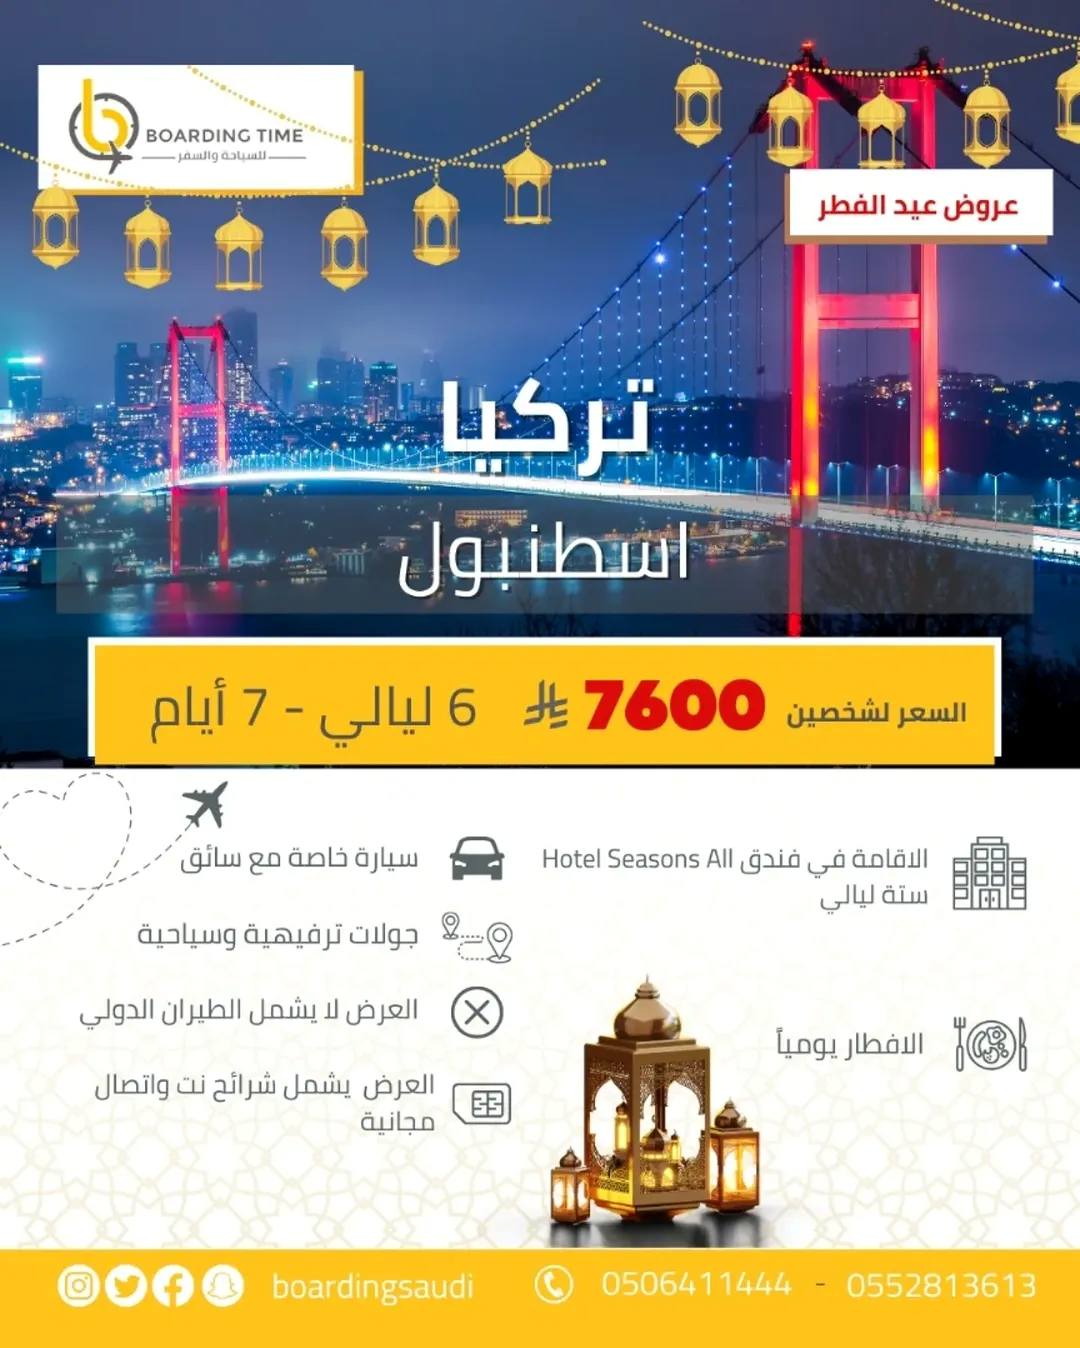 BOARDING TIME
للسياحة والسفر
عروض عيد الفطر
تركيا
اسطنبول
السعر لشخصين 7600 6 ليالي - 7 أيام
الاقامة في فندق Hotel Seasons All
ستة ليالي
الافطار يومياً
سيارة خاصة مع سائق
جولات ترفيهية وسياحية
العرض لا يشمل الطيران الدولي
العرض يشمل شرائح نت واتصال
مجانية
boardingsaudi 0506411444 - 0552813613